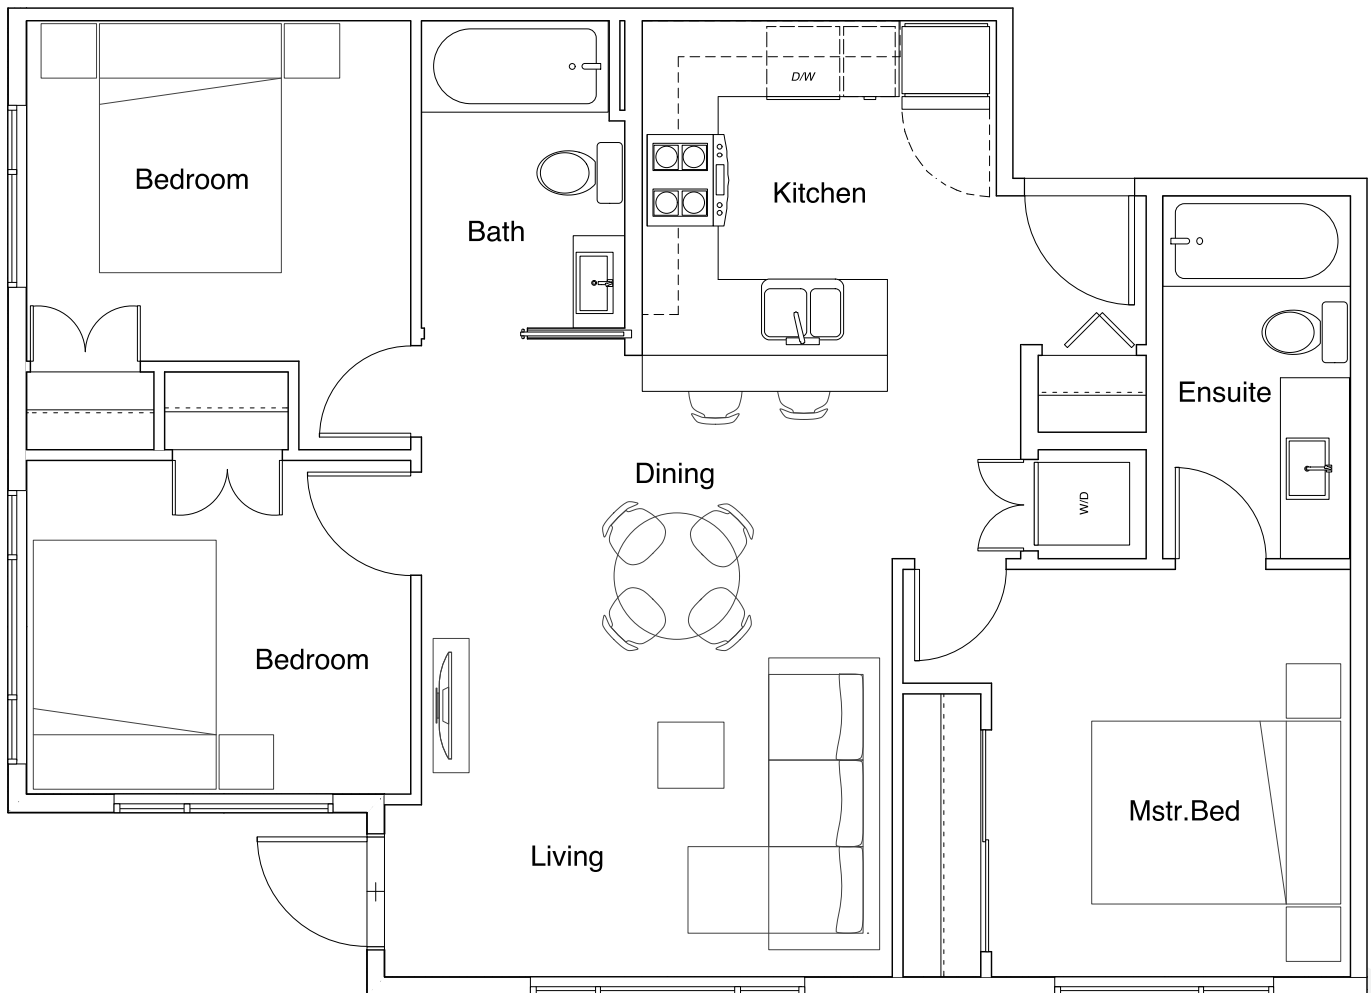 D/W
Bedroom
Kitchen
Bath
Ensuite
Dining
W/D
Bedroom
Mstr.Bed
Living